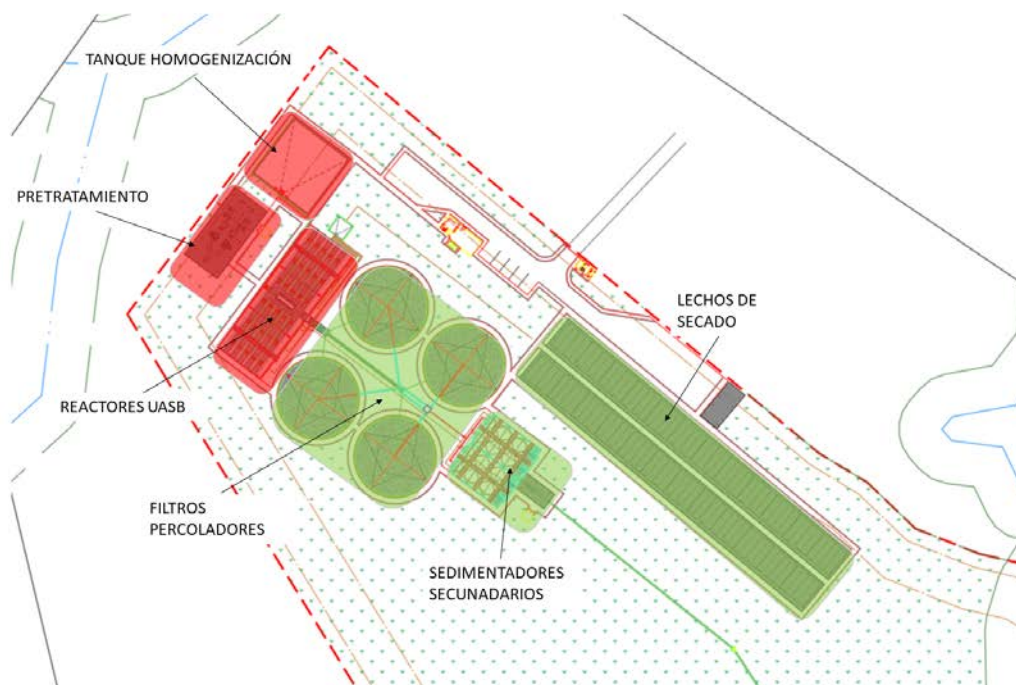 TANQUE HOMOGENIZACIÓN
PRETRATAMIENTO
REACTORES UASB
FILTROS
PERCOLADORES
SEDIMENTADORES
SECUNADARIOS
LECHOS DE
SECADO